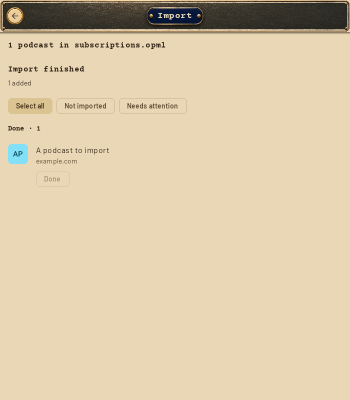 Import
1 podcast in subscriptions.opml
Import finished
1 added
Select all
Not imported
Needs attention
Done · 1
AP
A podcast to import
example.com
Done